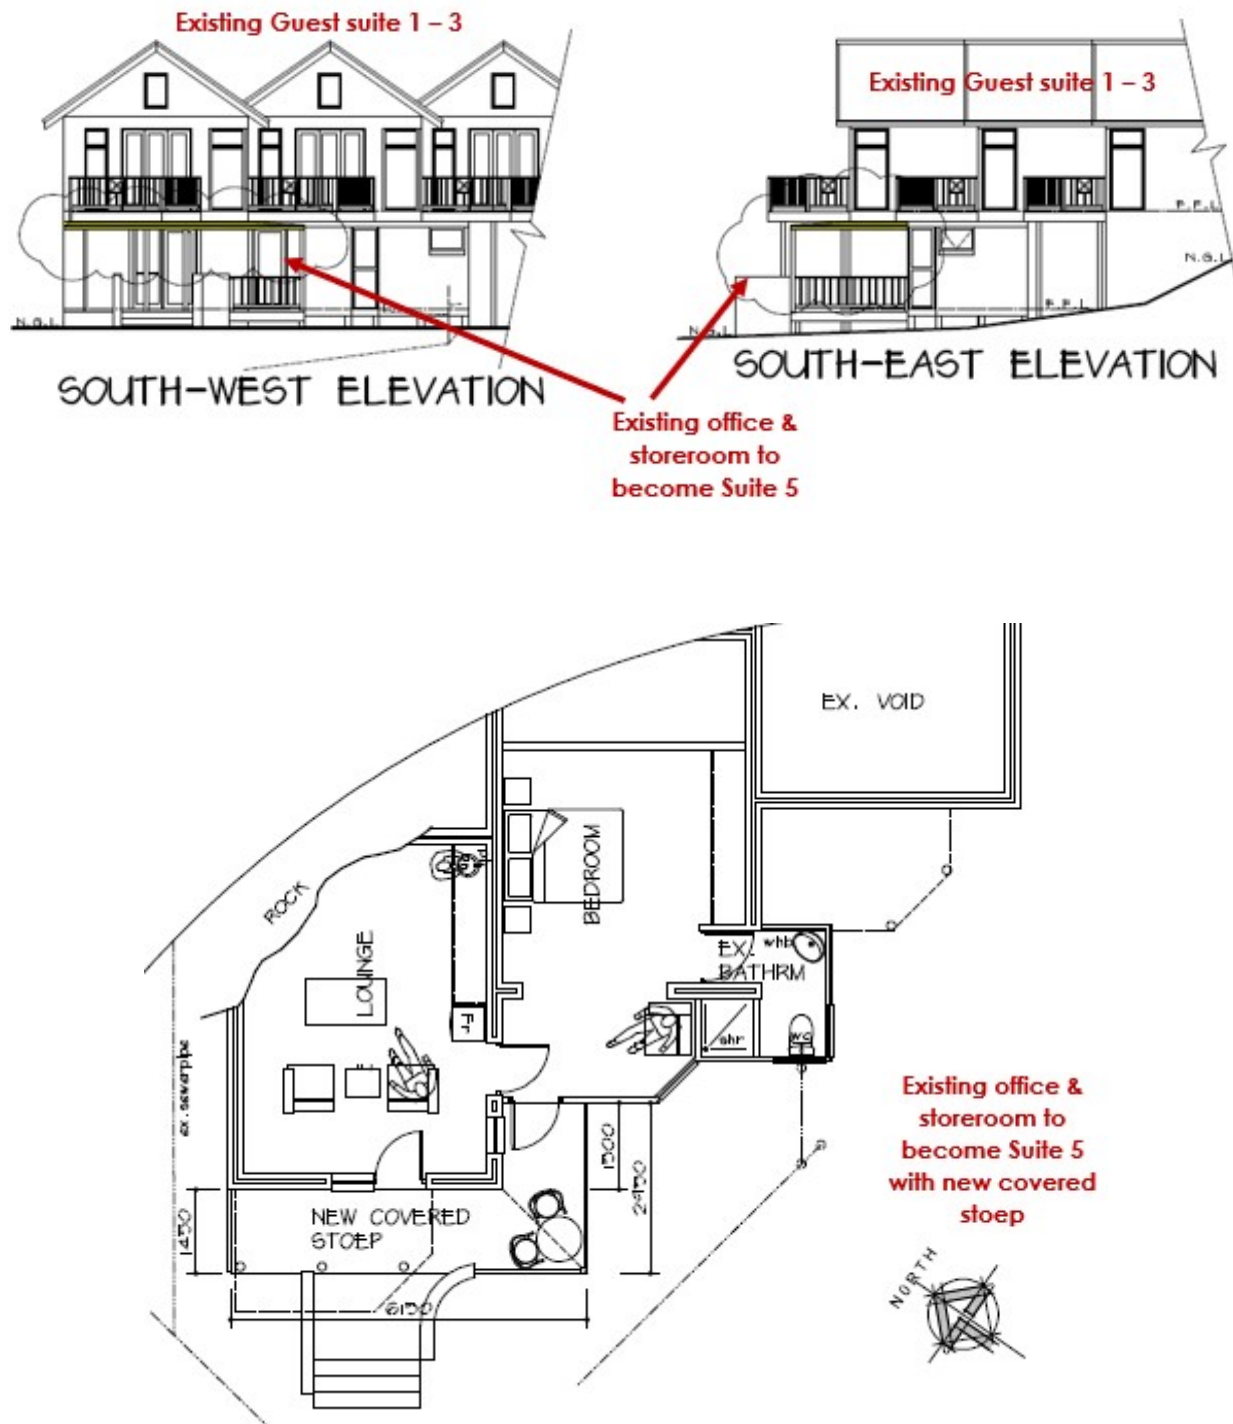 Existing Guest suite 1 – 3
Existing Guest suite 1 – 3
F.F.L
N.G.L
N.G.L
F.F.L
N.G.L
SOUTH-WEST ELEVATION
SOUTH-EAST ELEVATION
Existing office &
storeroom to
become Suite 5
EX. VOID
BEDROOM
ROCK
LOUNGE
whb
EX.
BATHRM
Fr
shr
WC
ex. sewerpipe
Existing office &
storeroom to
become Suite 5
with new covered
stoep
1500
2950
1450
NEW COVERED
STOEP
6150
NORTH